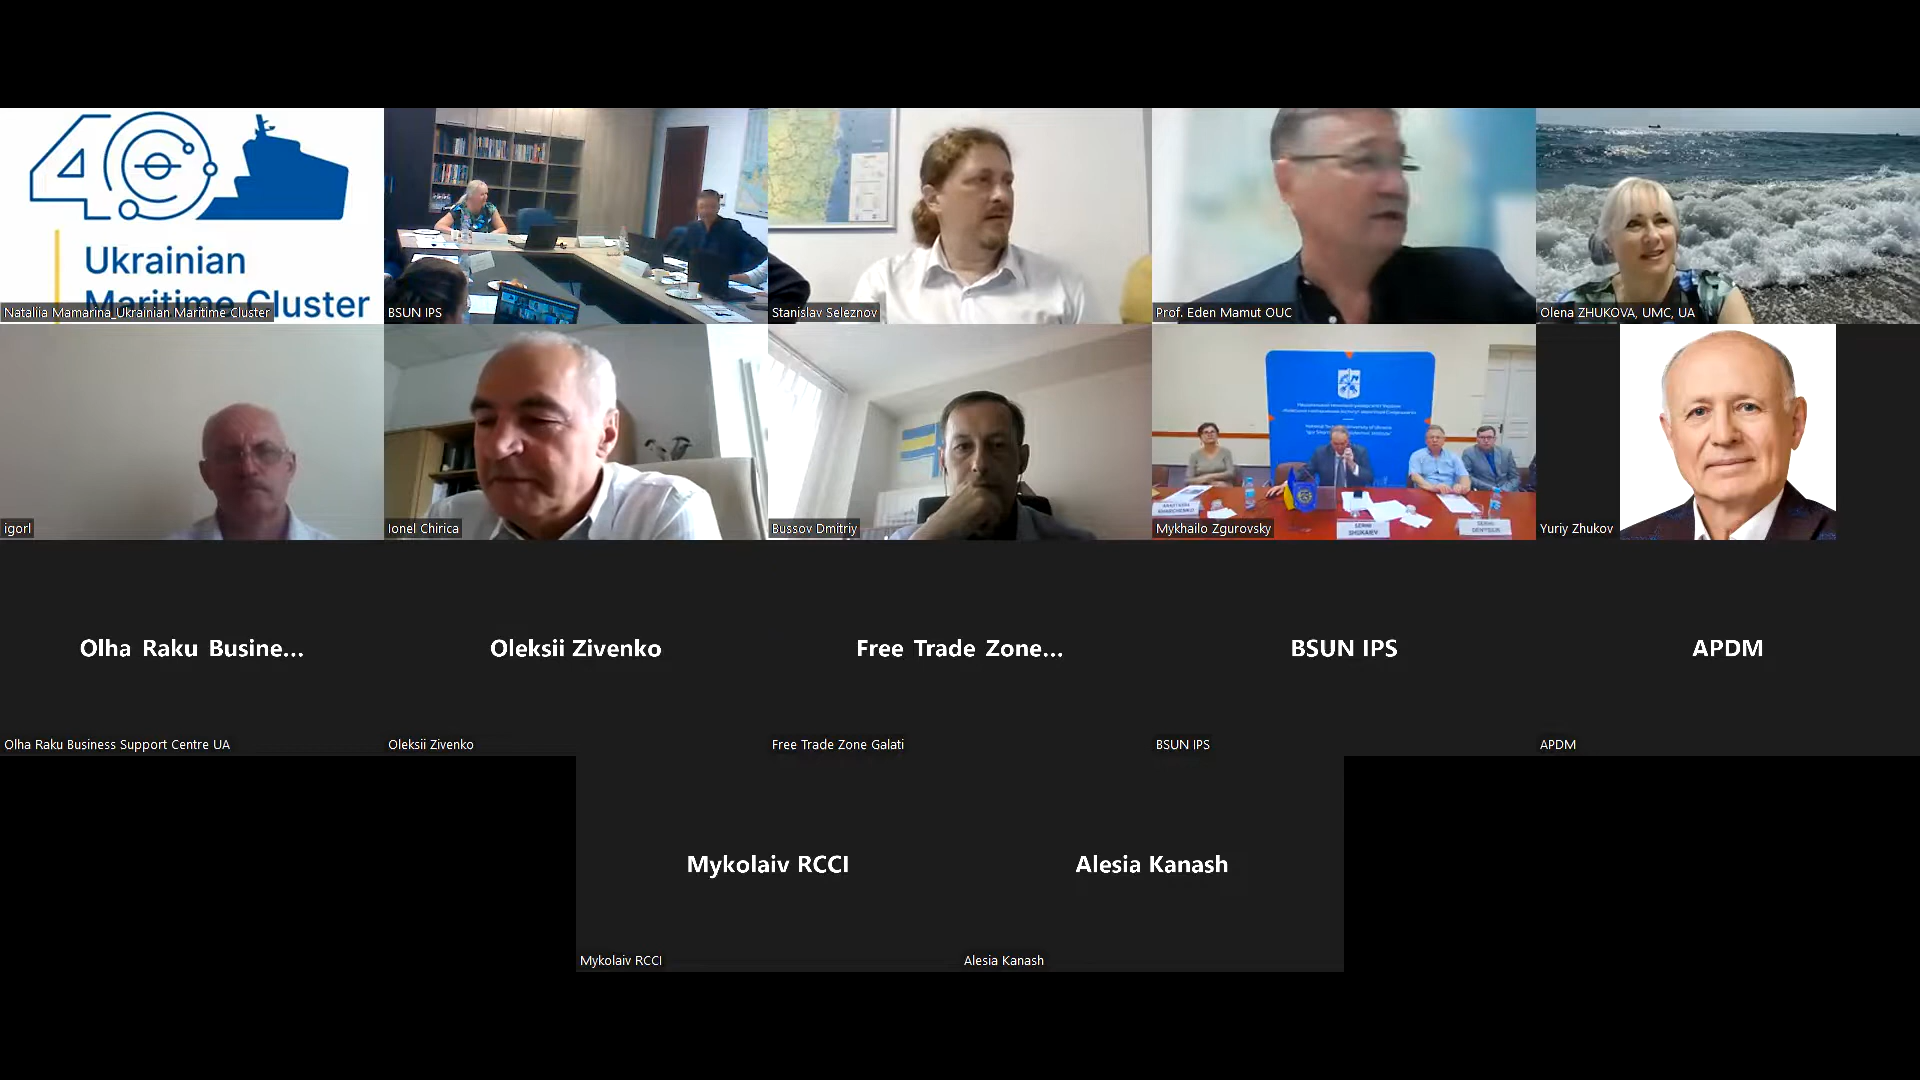 Ukrainian
Maritime Cluster
Nataliia Mamarina_Ukrainian Maritime Cluster
BSUN IPS
Stanislav Seleznov
Prof. Eden Mamut OUC
Olena ZHUKOVA, UMC, UA
igorl
Ionel Chirica
Bussov Dmitriy
SERHII
SHUKAIEV
SERHII
Mykhailo Zgurovsky
Yuriy Zhukov
Olha Raku Busine...
Olha Raku Business Support Centre UA
Oleksii Zivenko
Oleksii Zivenko
Free Trade Zone...
Free Trade Zone Galati
BSUN IPS
BSUN IPS
APDM
APDM
Mykolaiv RCCI
Mykolaiv RCCI
Alesia Kanash
Alesia Kanash